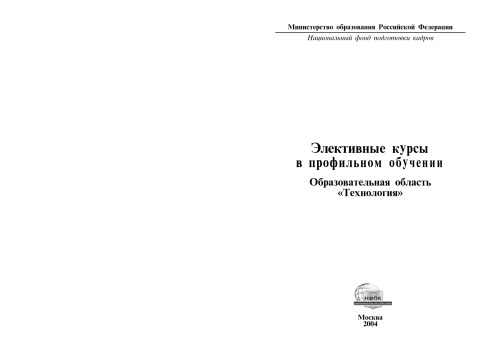 Министерство образования Российской Федерации
Национальный фонд подготовки кадров
Элективные курсы
в профильном обучении
Образовательная область
«Технология»
НФПК
Москва
2004